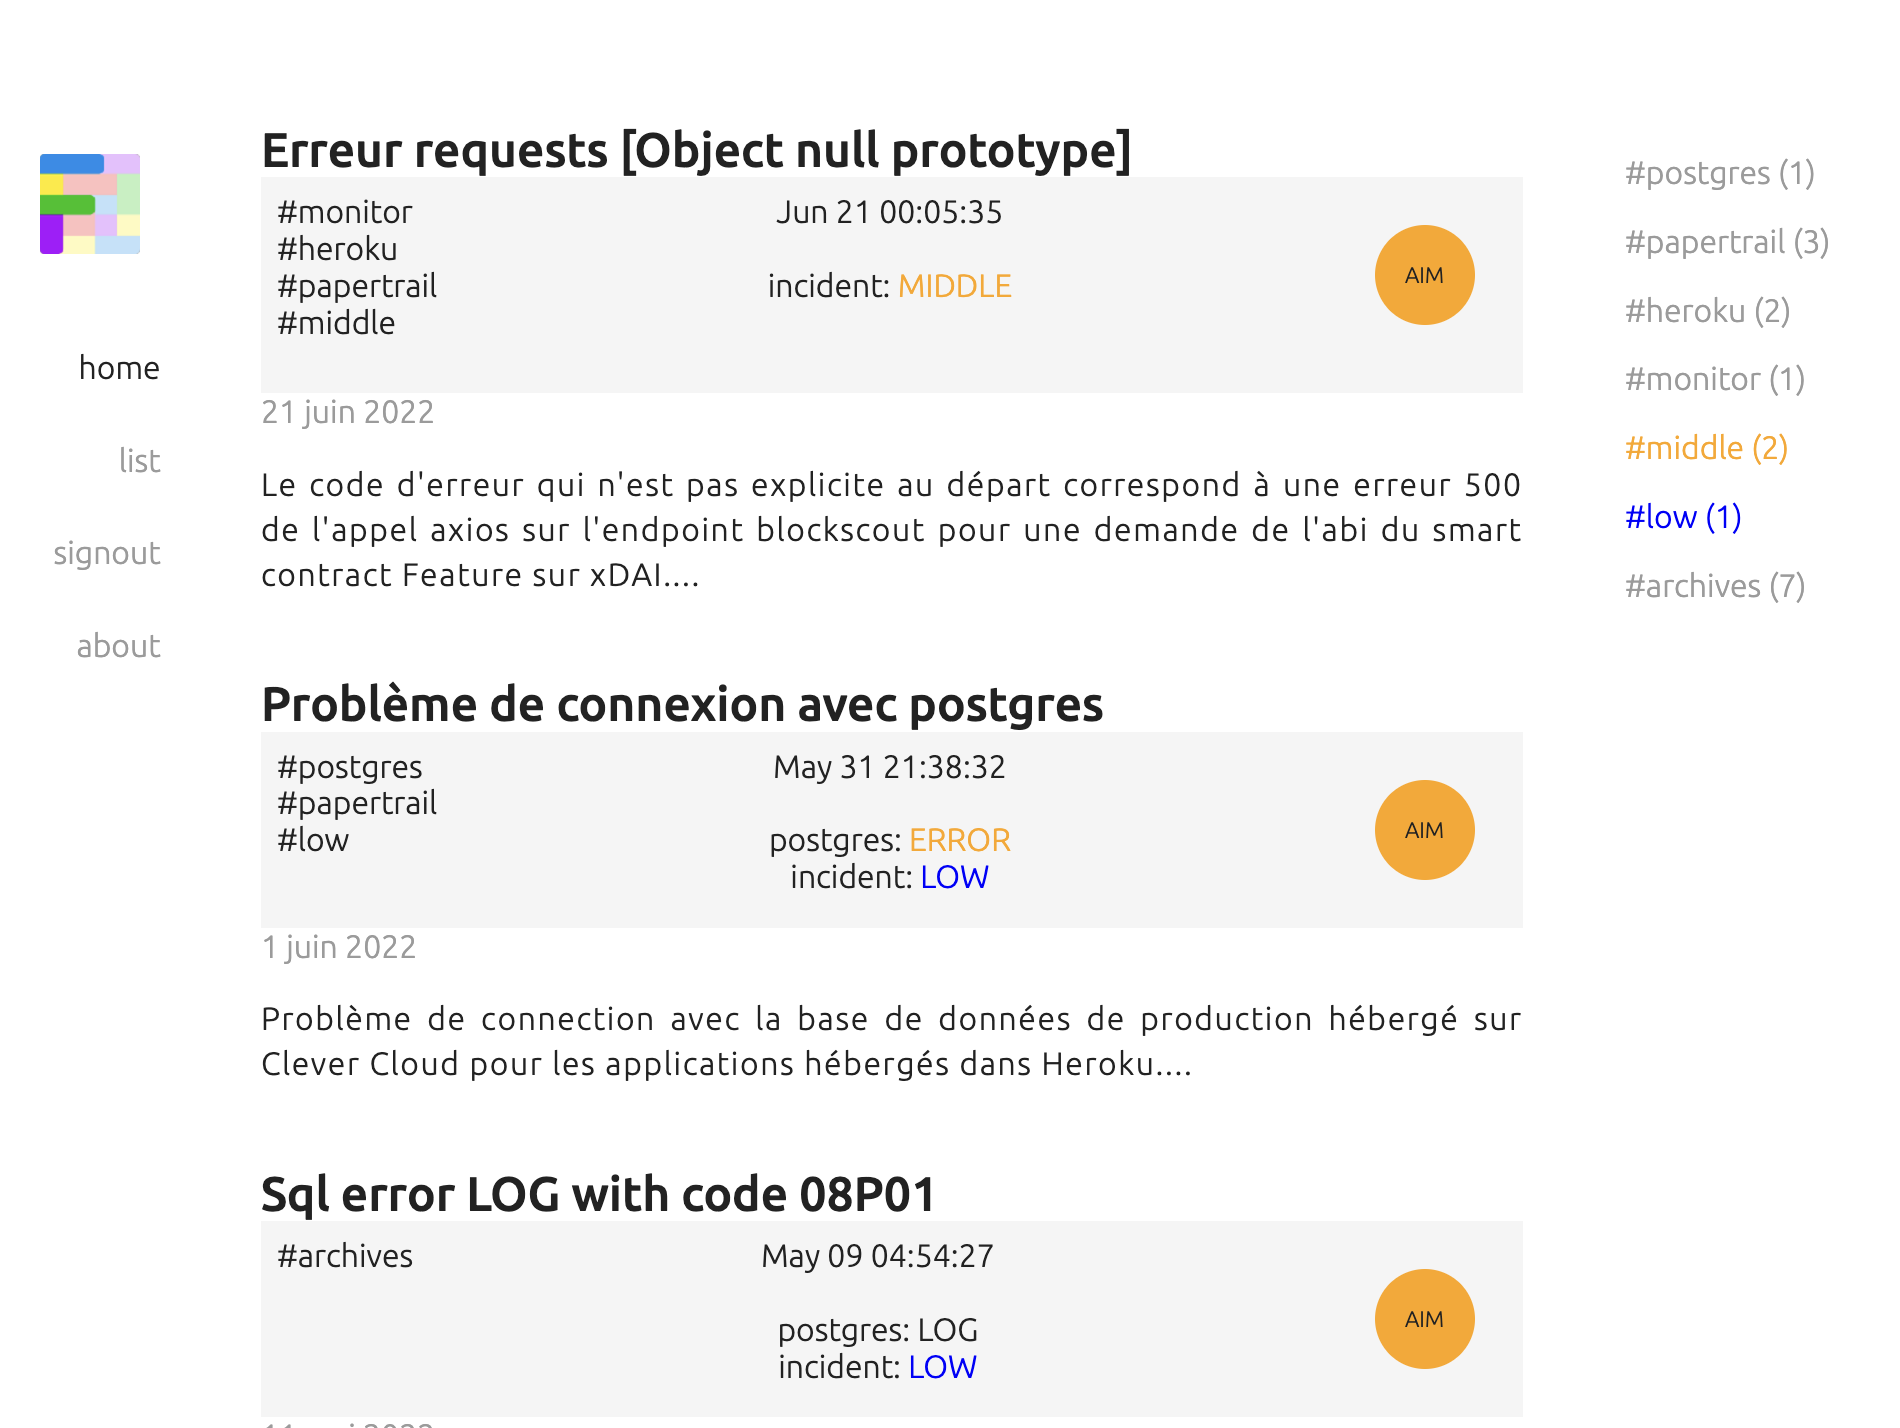 home
list
signout
about
Erreur requests [Object null prototype]
#monitor
#heroku
#papertrail
#middle
Jun 21 00:05:35
incident: MIDDLE
AIM
21 juin 2022
Le code d'erreur qui n'est pas explicite au départ correspond à une erreur 500
de l'appel axios sur l'endpoint blockscout pour une demande de l'abi du smart
contract Feature sur xDAI....
Problème de connexion avec postgres
#postgres
#papertrail
#low
May 31 21:38:32
postgres: ERROR
incident: LOW
AIM
1 juin 2022
Problème de connection avec la base de données de production hébergé sur
Clever Cloud pour les applications hébergés dans Heroku....
Sql error LOG with code 08P01
#archives
May 09 04:54:27
postgres: LOG
incident: LOW
AIM
#postgres (1)
#papertrail (3)
#heroku (2)
#monitor (1)
#middle (2)
#low (1)
#archives (7)